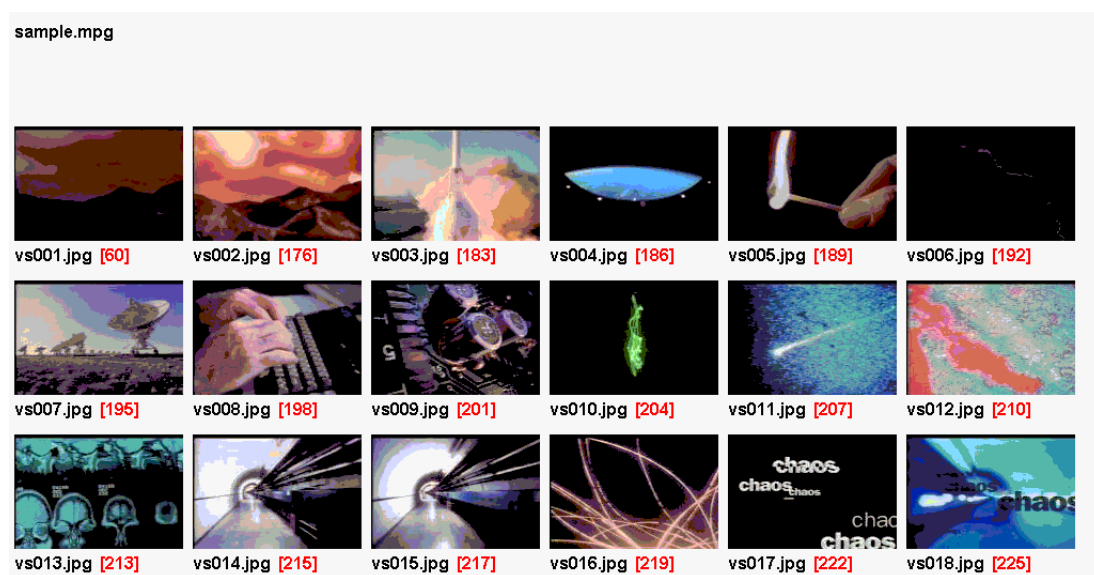 sample.mpg
vs001.jpg [60] vs002.jpg [176] vs003.jpg [183] vs004.jpg [186] vs005.jpg [189] vs006.jpg [192]
5
vs007.jpg [195] vs008.jpg [198] vs009.jpg [201] vs010.jpg [204] vs011.jpg [207] vs012.jpg [210]
chaos
chaos
chaos
chao
chaos
chaos
chaos
vs013.jpg [213] vs014.jpg [215] vs015.jpg [217] vs016.jpg [219] vs017.jpg [222] vs018.jpg [225]